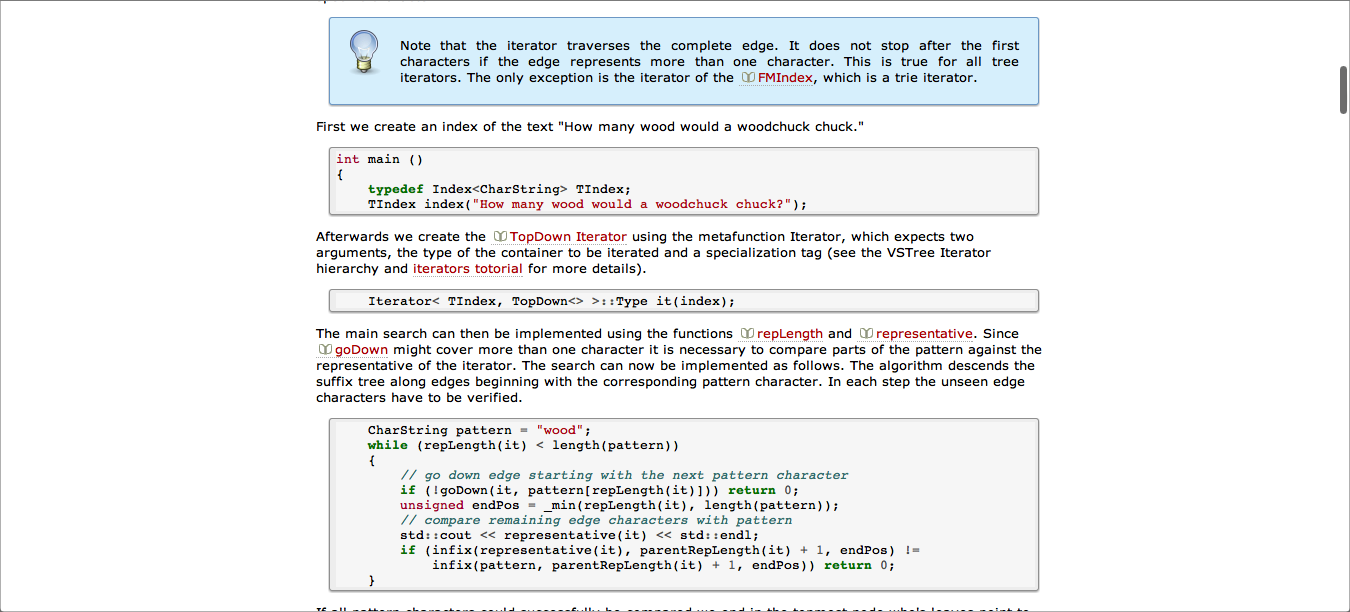 Note that the iterator traverses the complete edge. It does not stop after the first
characters if the edge represents more than one character. This is true for all tree
iterators. The only exception is the iterator of the FMIndex, which is a trie iterator.
First we create an index of the text "How many wood would a woodchuck chuck."
int main ()
{
    typedef Index<CharString> TIndex;
    TIndex index("How many wood would a woodchuck chuck?");
Afterwards we create the TopDown Iterator using the metafunction Iterator, which expects two
arguments, the type of the container to be iterated and a specialization tag (see the VSTree Iterator
hierarchy and iterators totorial for more details).
    Iterator< TIndex, TopDown<> >::Type it(index);
The main search can then be implemented using the functions repLength and representative. Since
goDown might cover more than one character it is necessary to compare parts of the pattern against the
representative of the iterator. The search can now be implemented as follows. The algorithm descends the
suffix tree along edges beginning with the corresponding pattern character. In each step the unseen edge
characters have to be verified.
    CharString pattern = "wood";
    while (repLength(it) < length(pattern))
    {
        // go down edge starting with the next pattern character
        if (!goDown(it, pattern[repLength(it)])) return 0;
        unsigned endPos = _min(repLength(it), length(pattern));
        // compare remaining edge characters with pattern
        std::cout << representative(it) << std::endl;
        if (infix(representative(it), parentRepLength(it) + 1, endPos) !=
            infix(pattern, parentRepLength(it) + 1, endPos)) return 0;
    }